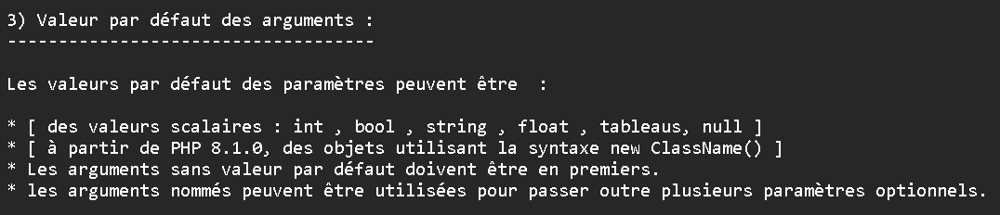 3) Valeur par défaut des arguments :
------------------------------------
Les valeurs par défaut des paramètres peuvent être  :
* [ des valeurs scalaires : int , bool , string , float , tableaus, null ]
* [ à partir de PHP 8.1.0, des objets utilisant la syntaxe new ClassName() ]
* Les arguments sans valeur par défaut doivent être en premiers.
* les arguments nommés peuvent être utilisées pour passer outre plusieurs paramètres optionnels.